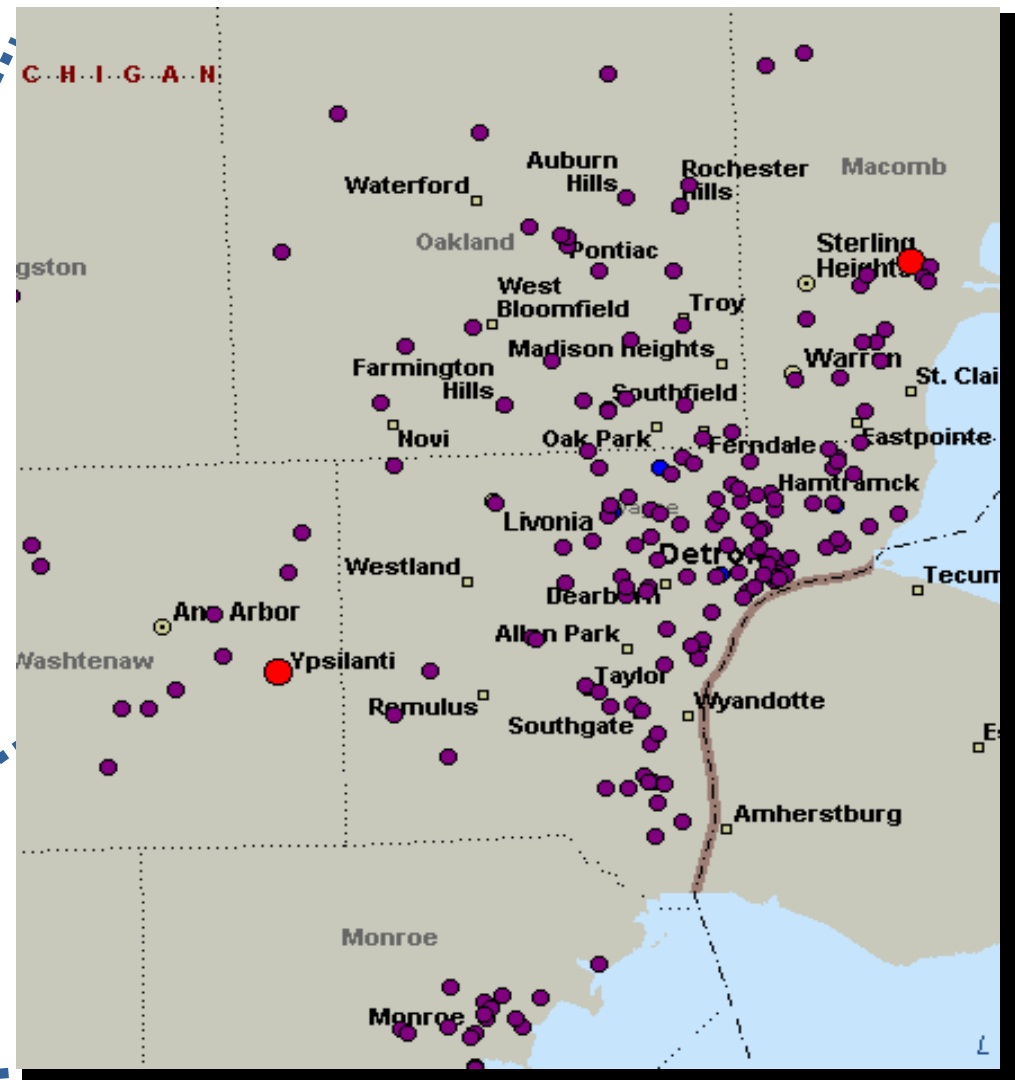 C H I G A N
Auburn
Hills
Rochester
Hills
Macomb
Waterford
Oakland
Pontiac
Sterling
Heights
gston
West
Bloomfield
Troy
Madison Heights
Warren
Farmington
Hills
St. Clai
Southfield
Novi
Oak Park
Ferndale
Eastpointe
Hamtramck
Livonia
Wayne
Detroit
Westland
Tecum
Dearborn
Ann Arbor
Allen Park
Washtenaw
Ypsilanti
Taylor
Romulus
Wyandotte
Southgate
Es
Amherstburg
Monroe
Monroe
L